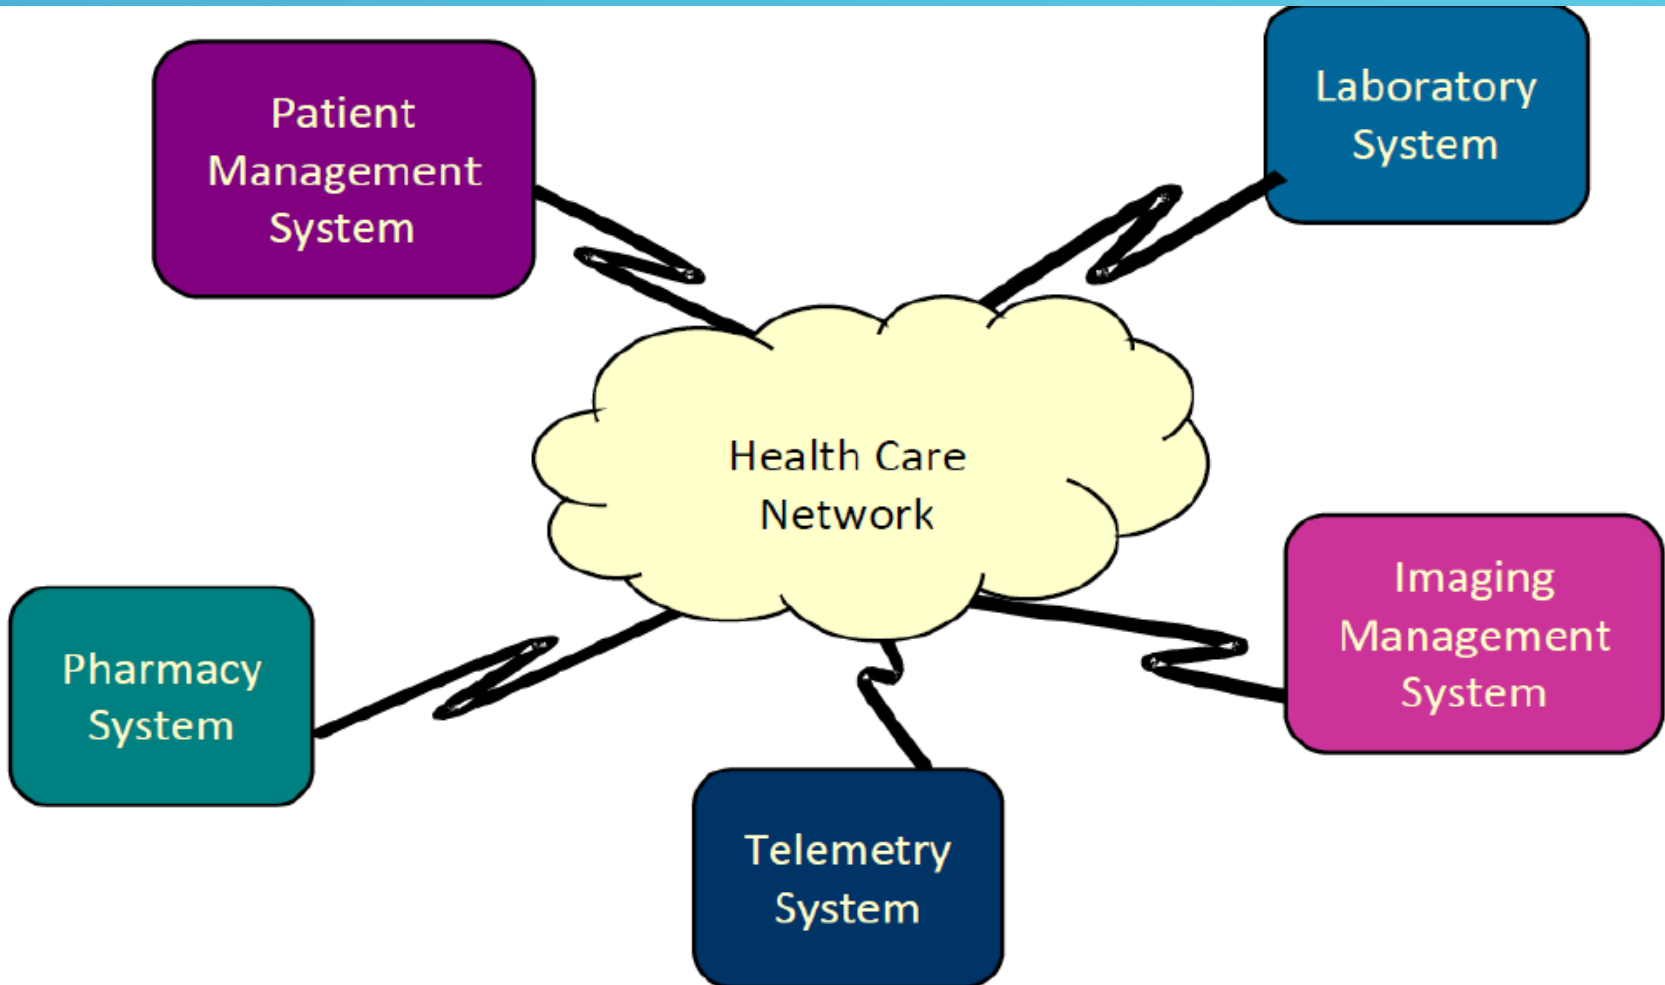 Patient
Management
System
Laboratory
System
Health Care
Network
Imaging
Management
System
Pharmacy
System
Telemetry
System